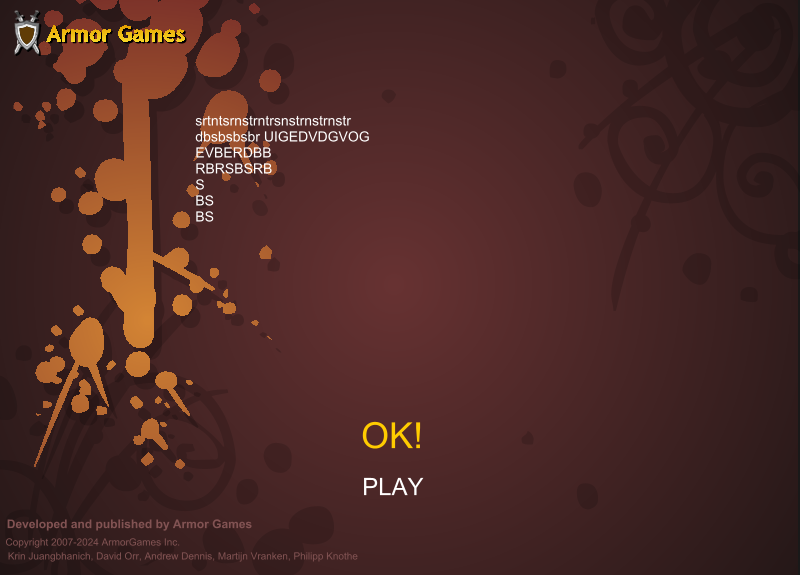 Armor Games
srtntsrnstrntrsnstrnstrnstr
dbsbsbsbr UIGEDVDGVOG
EVBERDBB
RBRSBSRB
S
BS
BS
OK!
PLAY
Developed and published by Armor Games
Copyright 2007-2024 ArmorGames Inc.
Krin Juangbhanich, David Orr, Andrew Dennis, Martijn Vranken, Philipp Knothe